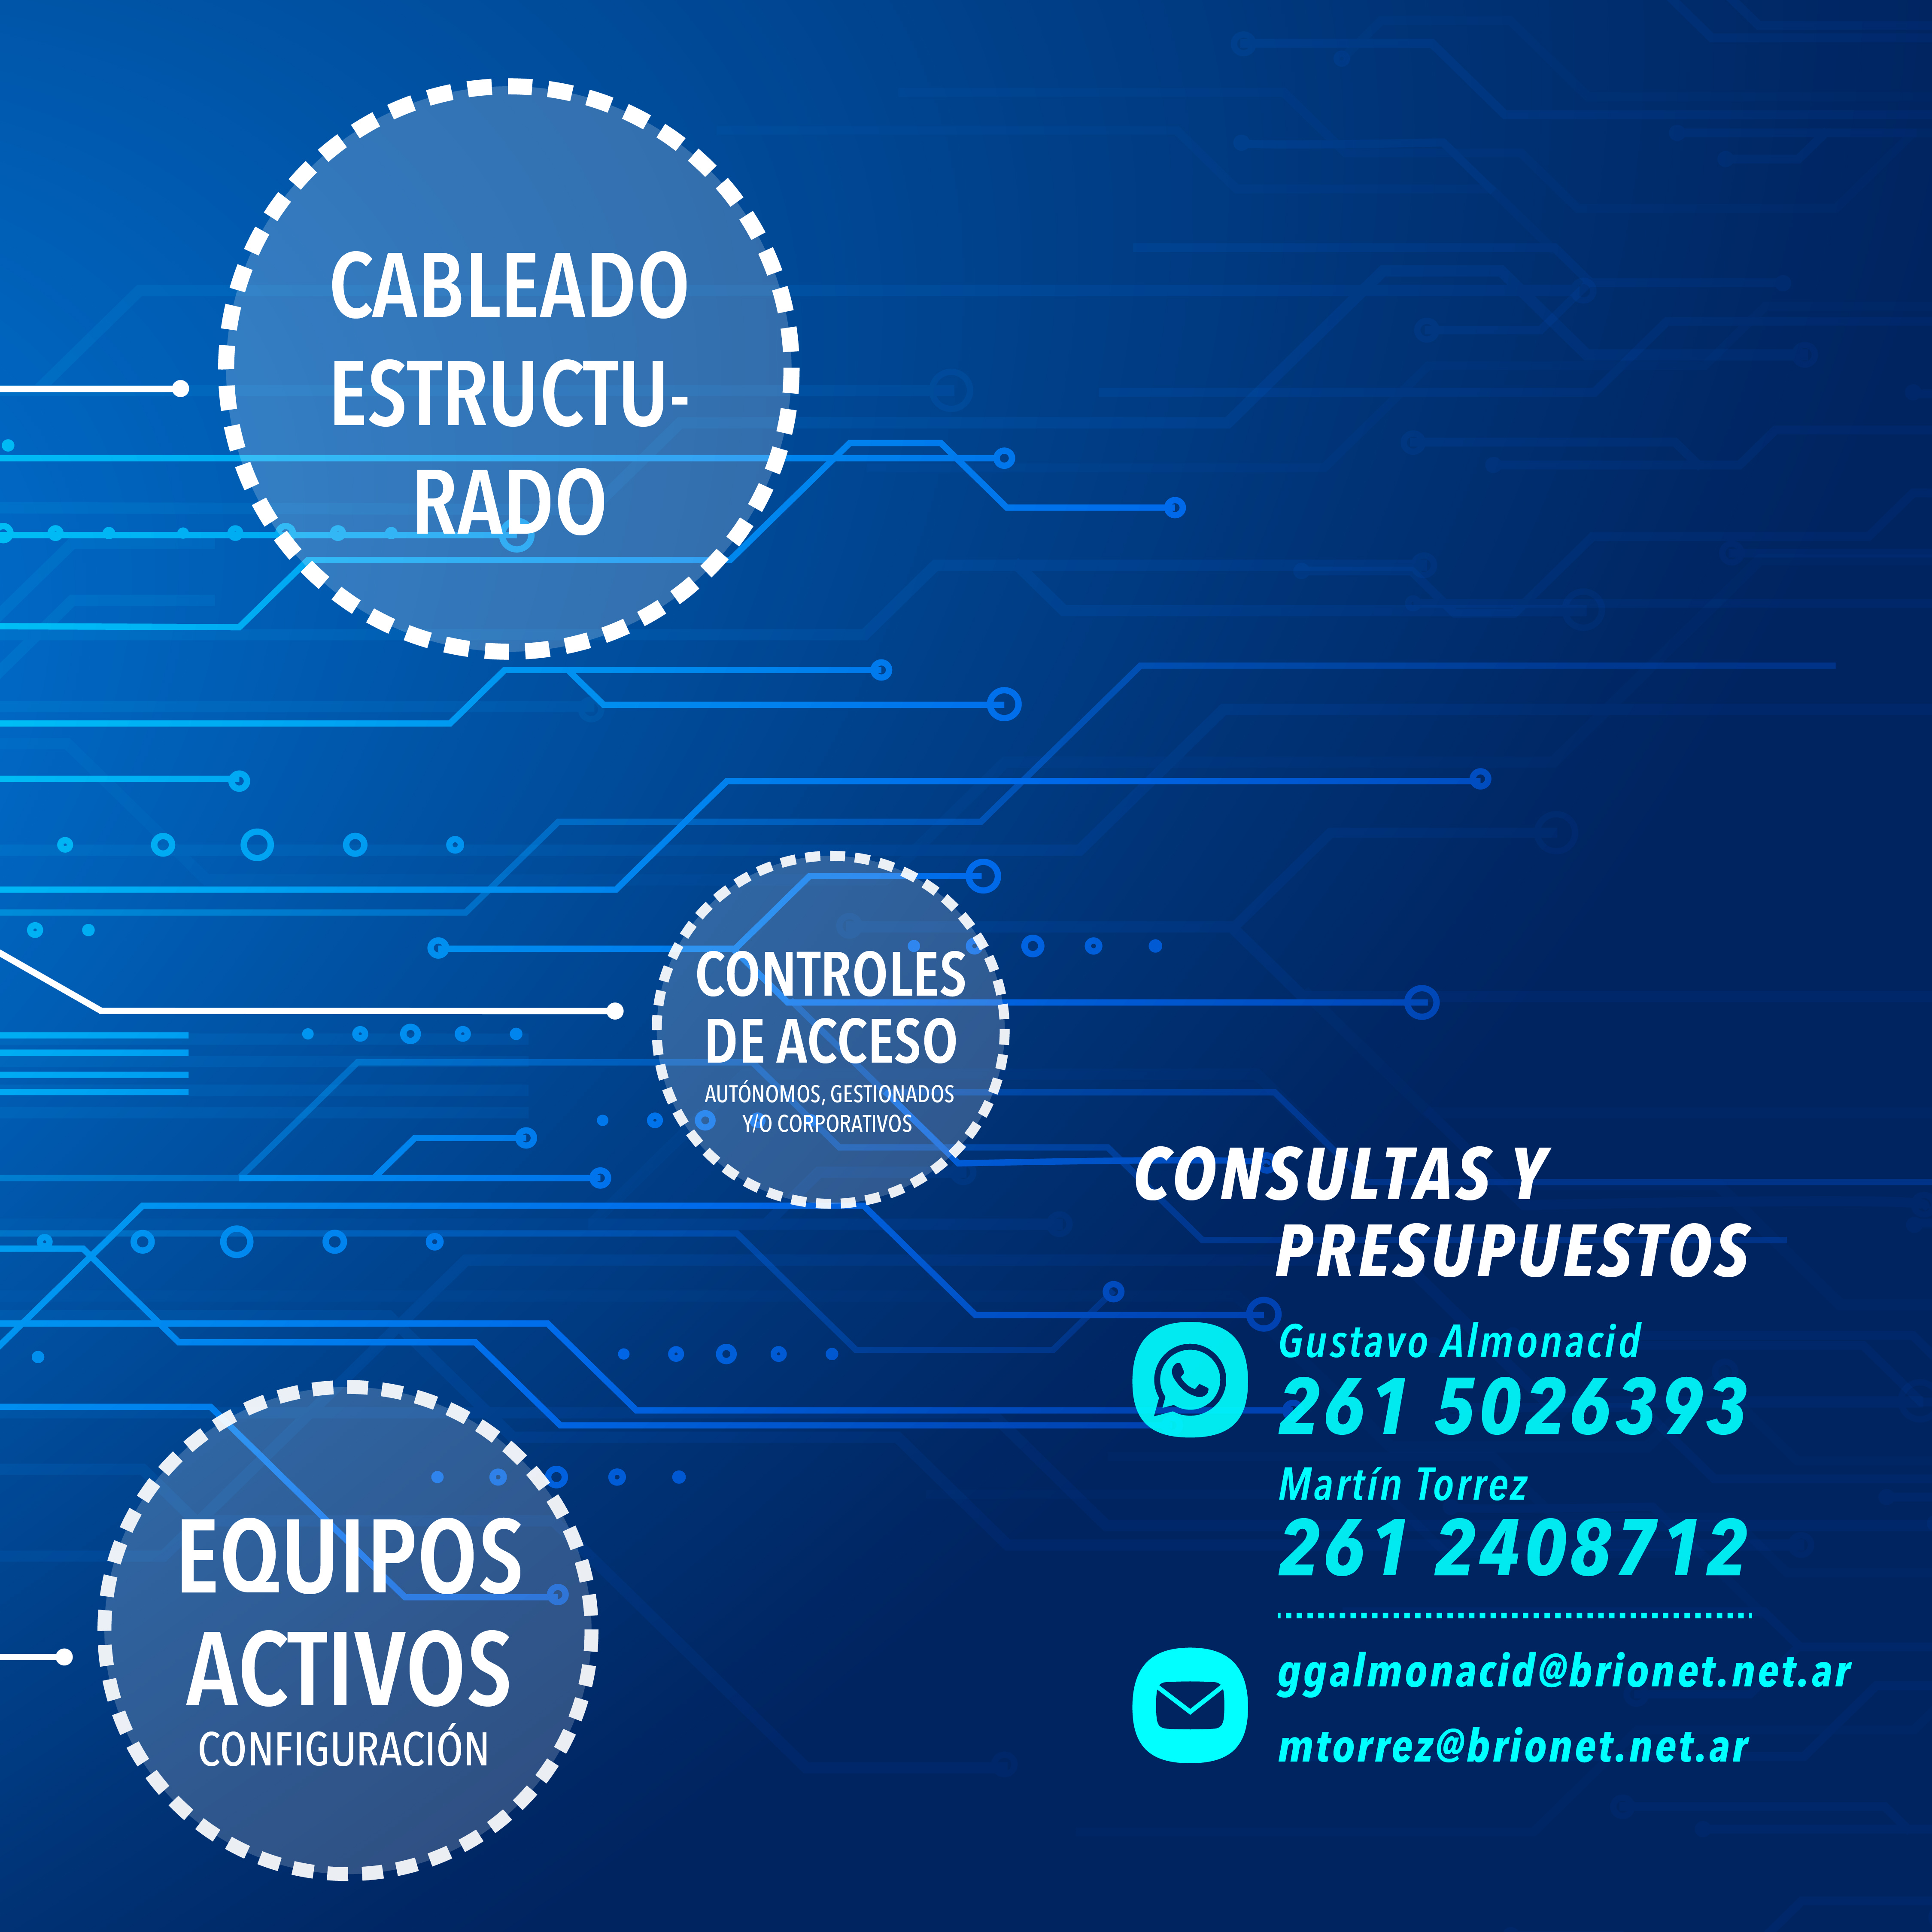 CABLEADO
ESTRUCTU-
RADO
CONTROLES
DE ACCESO
AUTÓNOMOS, GESTIONADOS
Y/O CORPORATIVOS
EQUIPOS
ACTIVOS
CONFIGURACIÓN
CONSULTAS Y
PRESUPUESTOS
Gustavo Almonacid
261 5026393
Martín Torrez
261 2408712
ggalmonacid@brionet.net.ar
mtorrez@brionet.net.ar